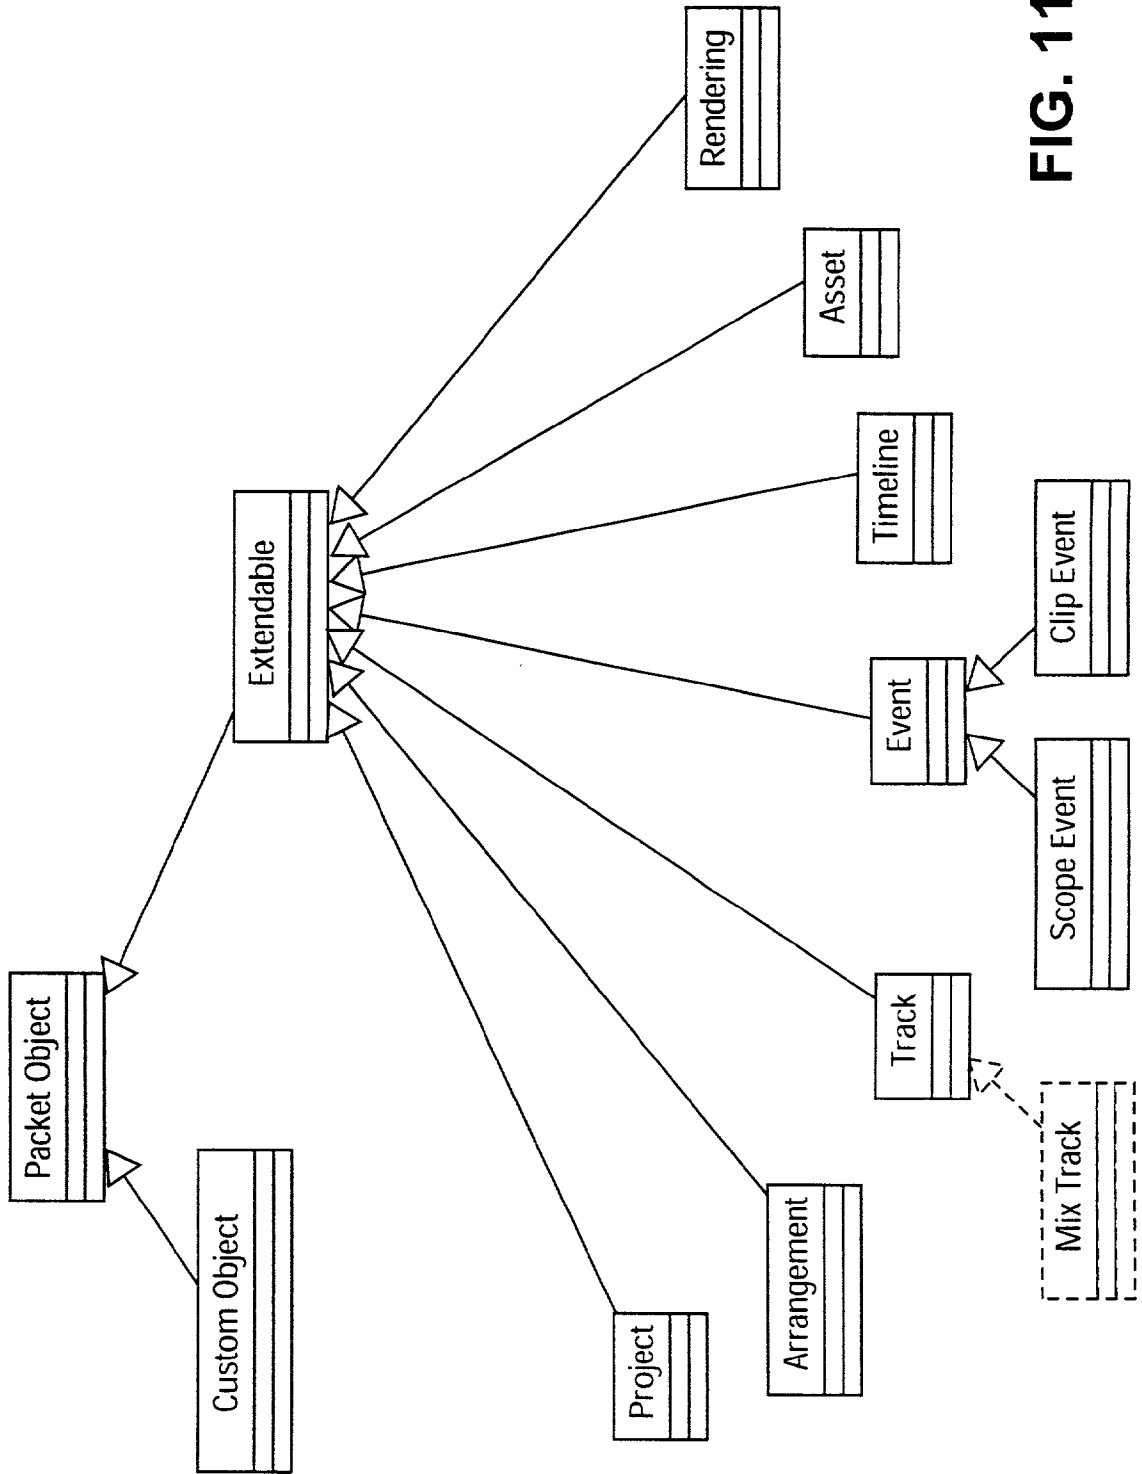 Packet Object
Custom Object
Extendable
Project
Arrangement
Track
Event
Timeline
Asset
Rendering
Mix Track
Scope Event
Clip Event
FIG. 11